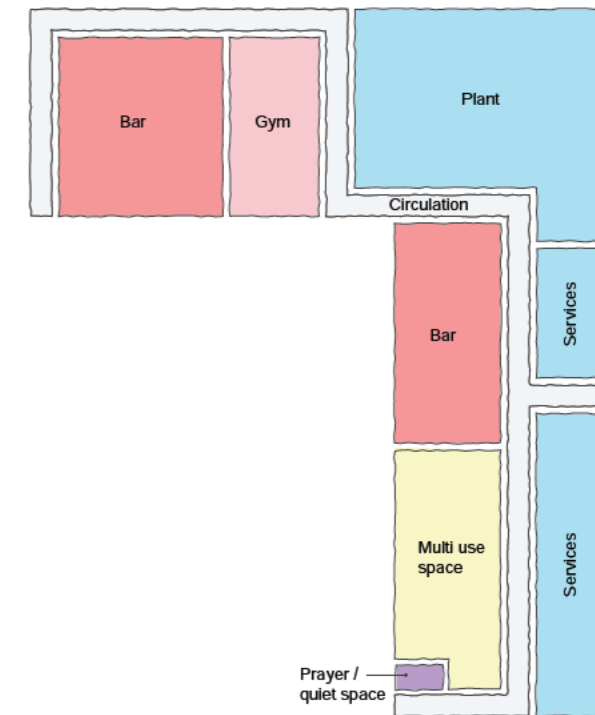 Plant
Bar
Gym
Circulation
Services
Bar
Multi use
space
Services
Prayer /
quiet space